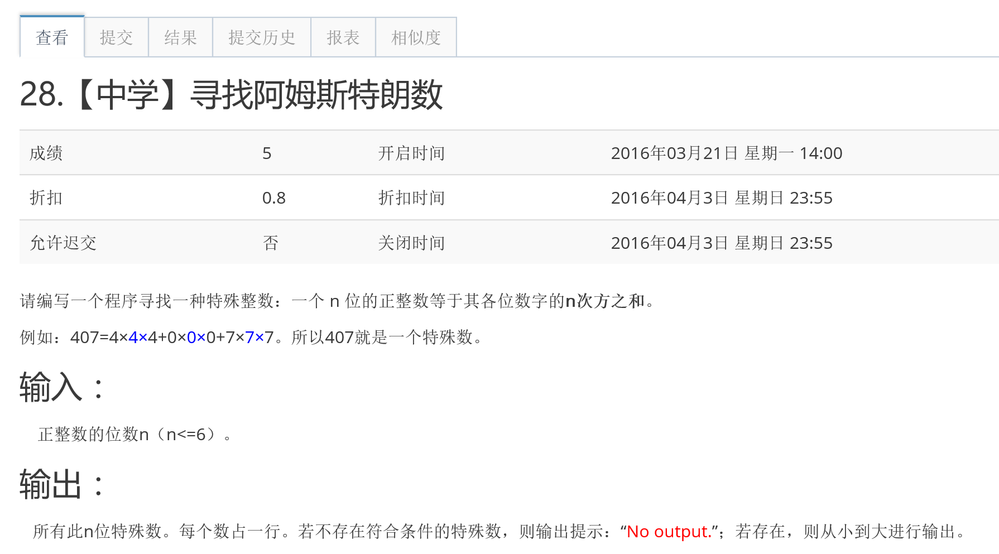 查看 提交 结果 提交历史 报表 相似度
28.【中学】寻找阿姆斯特朗数
成绩 5 开启时间 2016年03月21日 星期一 14:00
折扣 0.8 折扣时间 2016年04月3日 星期日 23:55
允许迟交 否 关闭时间 2016年04月3日 星期日 23:55
请编写一个程序寻找一种特殊整数：一个 n 位的正整数等于其各位数字的n次方之和。
例如：407=4×4×4+0×0×0+7×7×7。所以407就是一个特殊数。
输入：
正整数的位数n（n<=6）。
输出：
所有此n位特殊数。每个数占一行。若不存在符合条件的特殊数，则输出提示：“No output.”；若存在，则从小到大进行输出。